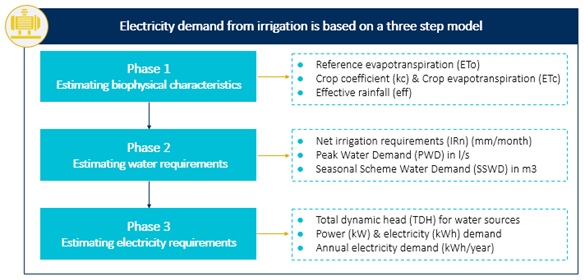 Electricity demand from irrigation is based on a three step model
Phase 1
Estimating biophysical characteristics
Reference evapotranspiration (ETo)
Crop coefficient (kc) & Crop evapotranspiration (ETc)
Effective rainfall (eff)
Phase 2
Estimating water requirements
Net irrigation requirements (IRn) (mm/month)
Peak Water Demand (PWD) in l/s
Seasonal Scheme Water Demand (SSWD) in m3
Phase 3
Estimating electricity requirements
Total dynamic head (TDH) for water sources
Power (kW) & electricity (kWh) demand
Annual electricity demand (kWh/year)